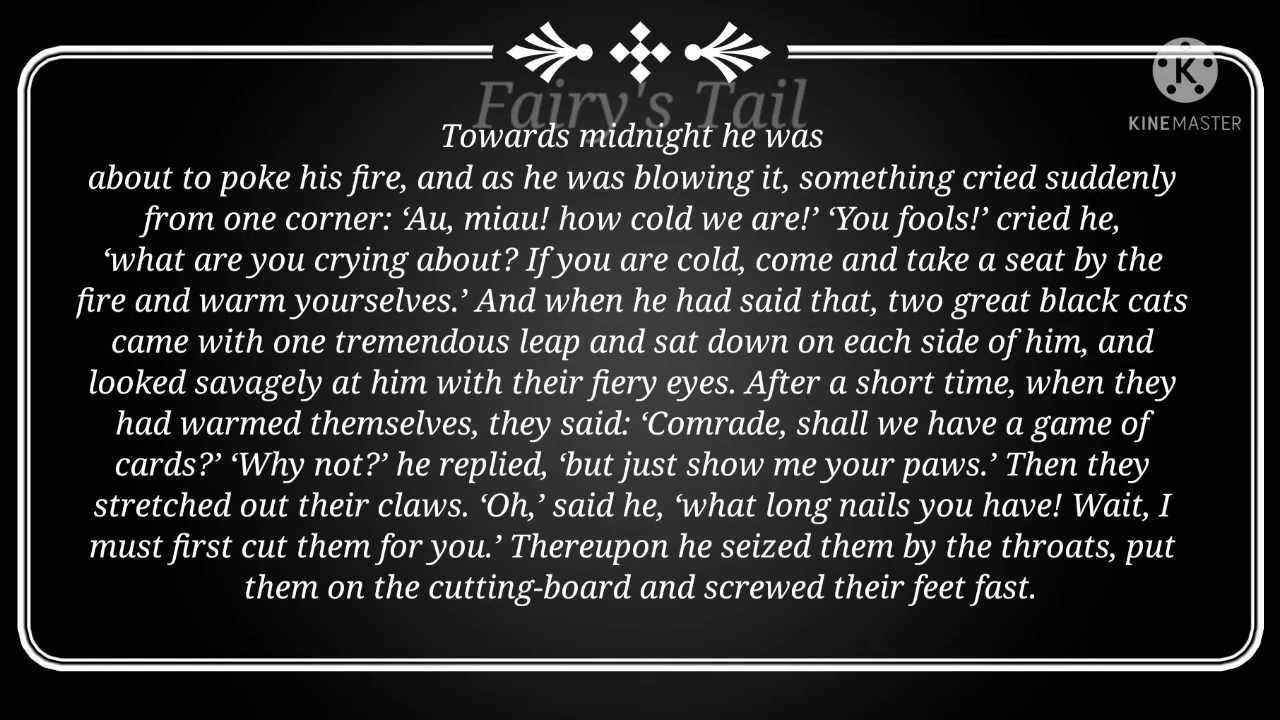 Fairy's Tail
K
KINEMASTER
Towards midnight he was
about to poke his fire, and as he was blowing it, something cried suddenly
from one corner: ‘Au, miau! how cold we are!’ ‘You fools!’ cried he,
‘what are you crying about? If you are cold, come and take a seat by the
fire and warm yourselves.’ And when he had said that, two great black cats
came with one tremendous leap and sat down on each side of him, and
looked savagely at him with their fiery eyes. After a short time, when they
had warmed themselves, they said: ‘Comrade, shall we have a game of
cards?’ ‘Why not?’ he replied, ‘but just show me your paws.’ Then they
stretched out their claws. ‘Oh,’ said he, ‘what long nails you have! Wait, I
must first cut them for you.’ Thereupon he seized them by the throats, put
them on the cutting-board and screwed their feet fast.